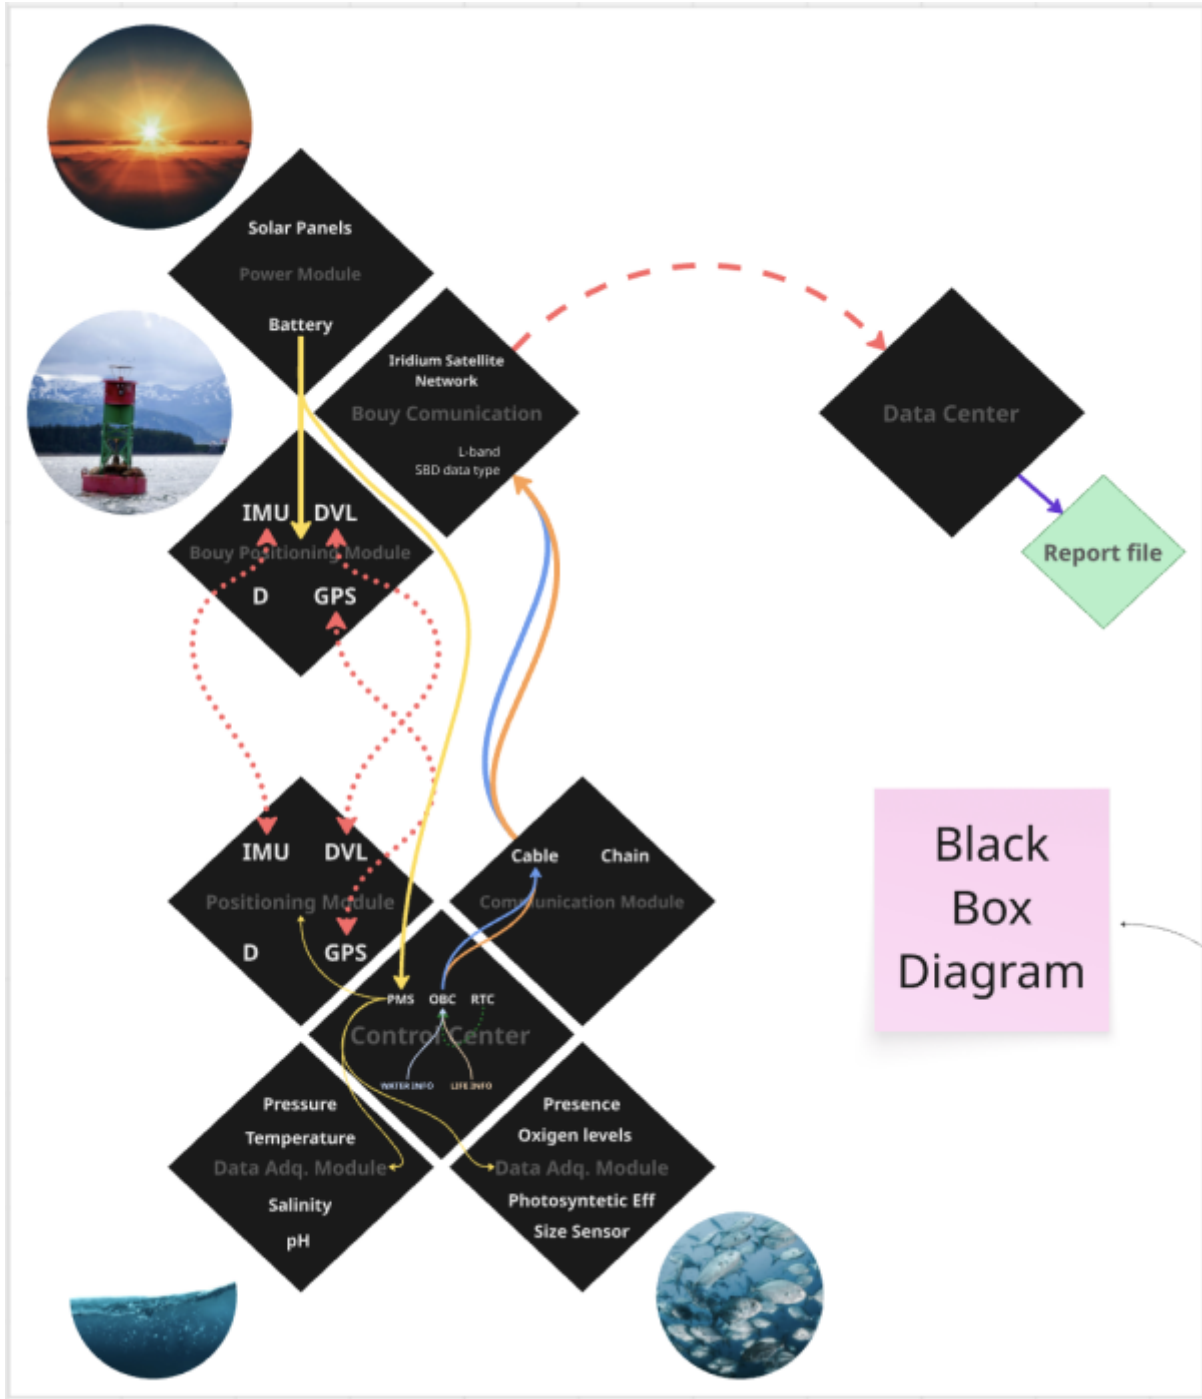 Solar Panels
Power Module
Battery
Iridium Satellite
Network
Bouy Comunication
L-band
SBD data type
Data Center
Report file
IMU DVL
Bouy Positioning Module
D GPS
IMU DVL
Positioning Module
D GPS
Cable Chain
Communication Module
PMS OBC RTC
Control Center
WATER INFO LIFE INFO
Pressure
Temperature
Data Adq. Module
Salinity
pH
Presence
Oxigen levels
Data Adq. Module
Photosyntetic Eff
Size Sensor
Black
Box
Diagram